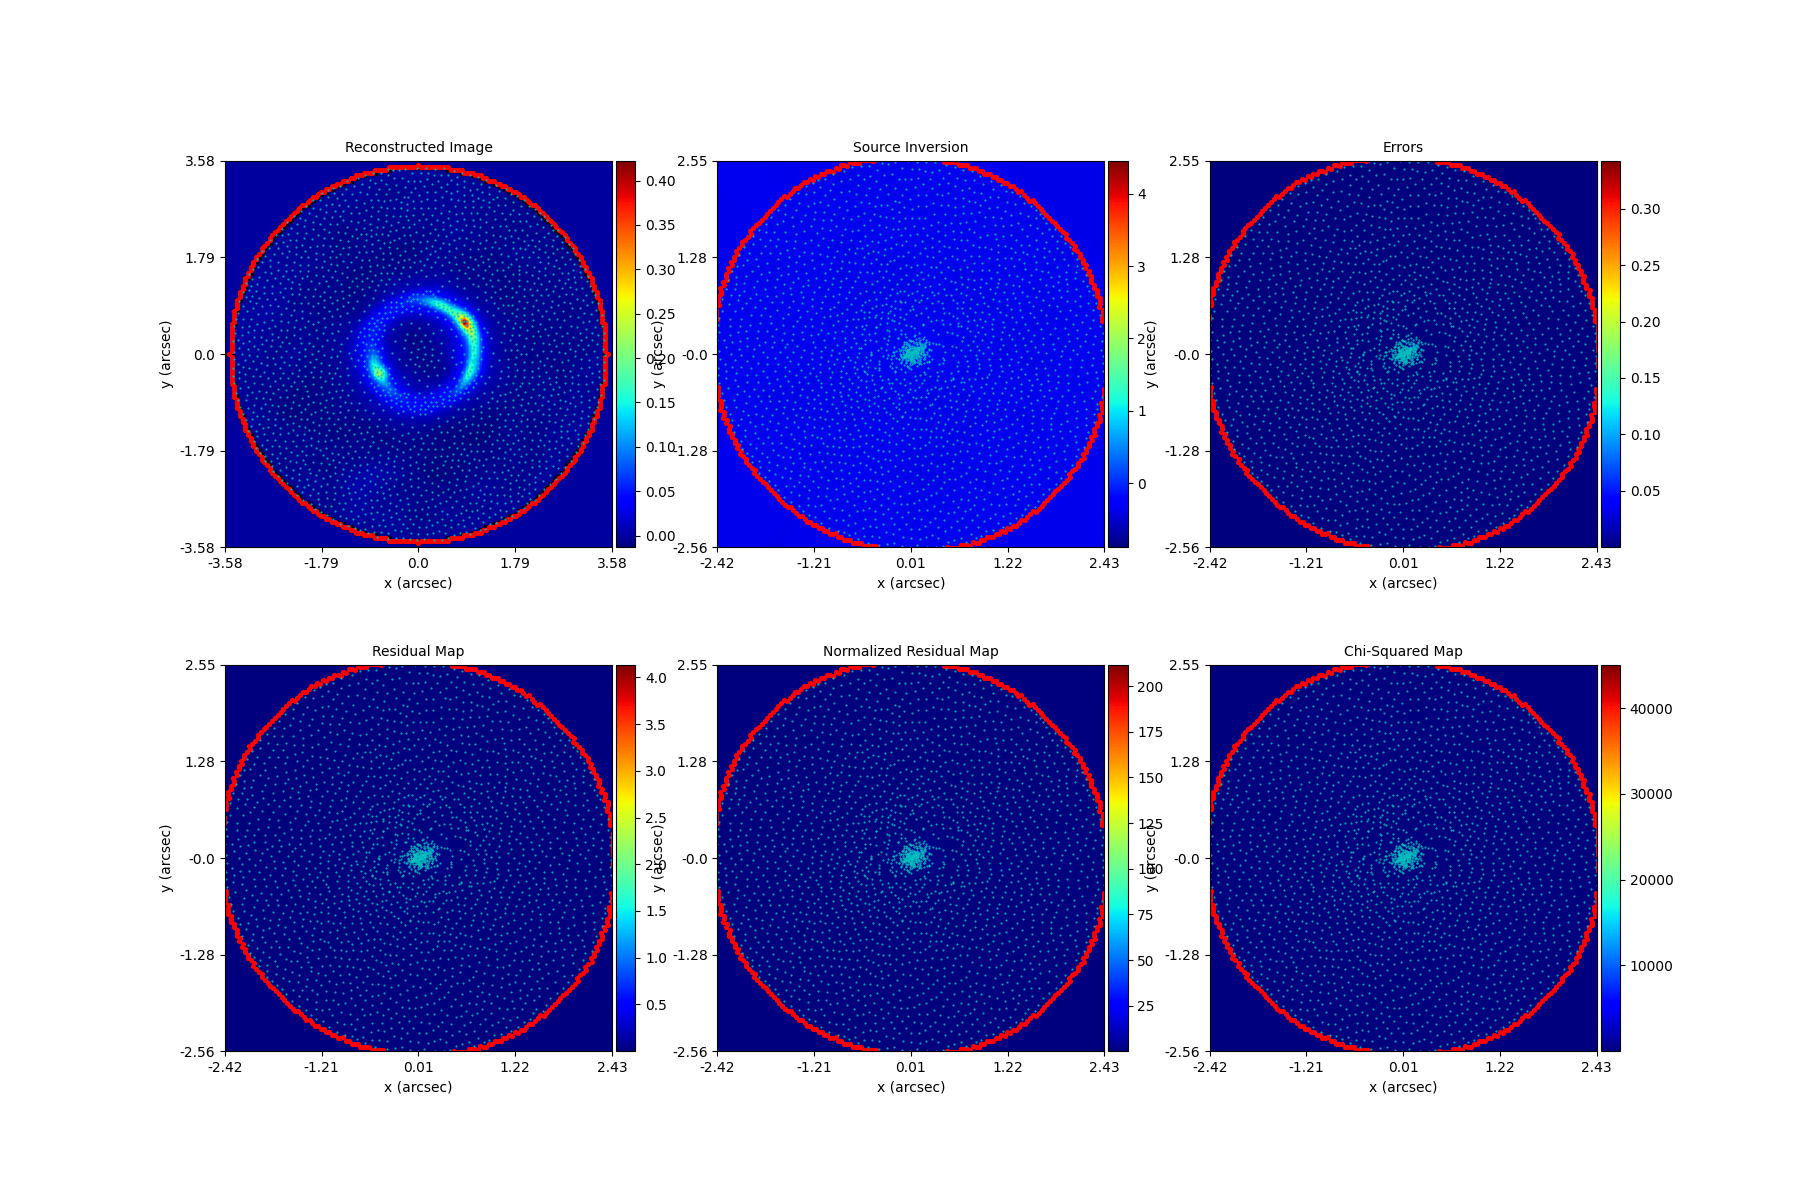 Reconstructed Image
3.58
1.79
0.0
-1.79
-3.58
y (arcsec)
-3.58 -1.79 0.0 1.79 3.58
x (arcsec)
0.40
0.35
0.30
0.25
0.20
0.15
0.10
0.05
0.00
Source Inversion
2.55
1.28
-0.0
-1.28
-2.56
y (arcsec)
-2.42 -1.21 0.01 1.22 2.43
x (arcsec)
4
3
2
1
0
Errors
2.55
1.28
-0.0
-1.28
-2.56
y (arcsec)
-2.42 -1.21 0.01 1.22 2.43
x (arcsec)
0.30
0.25
0.20
0.15
0.10
0.05
Residual Map
2.55
1.28
-0.0
-1.28
-2.56
y (arcsec)
-2.42 -1.21 0.01 1.22 2.43
x (arcsec)
4.0
3.5
3.0
2.5
2.0
1.5
1.0
0.5
Normalized Residual Map
2.55
1.28
-0.0
-1.28
-2.56
y (arcsec)
-2.42 -1.21 0.01 1.22 2.43
x (arcsec)
200
175
150
125
100
75
50
25
Chi-Squared Map
2.55
1.28
-0.0
-1.28
-2.56
y (arcsec)
-2.42 -1.21 0.01 1.22 2.43
x (arcsec)
40000
30000
20000
10000